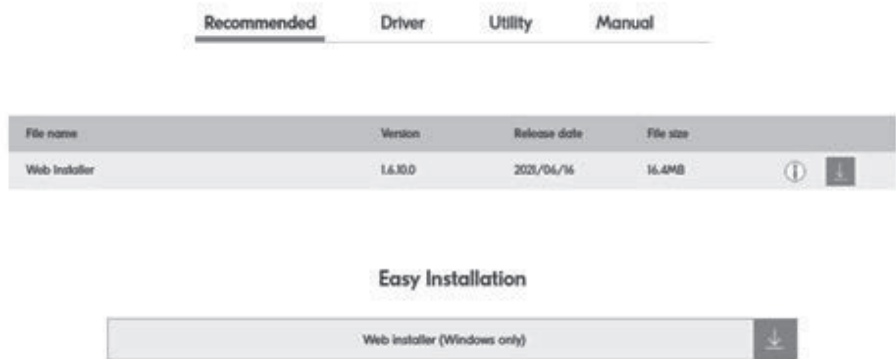 Recommended Driver Utility Manual
File name Version Release date File size
Web Installer 1.6.10.0 2021/06/16 16.4MB
Easy Installation
Web installer (Windows only)